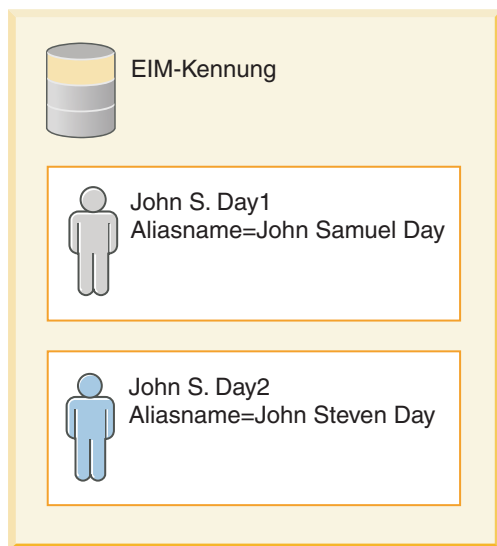 EIM-Kennung
John S. Day1
Aliasname=John Samuel Day
John S. Day2
Aliasname=John Steven Day